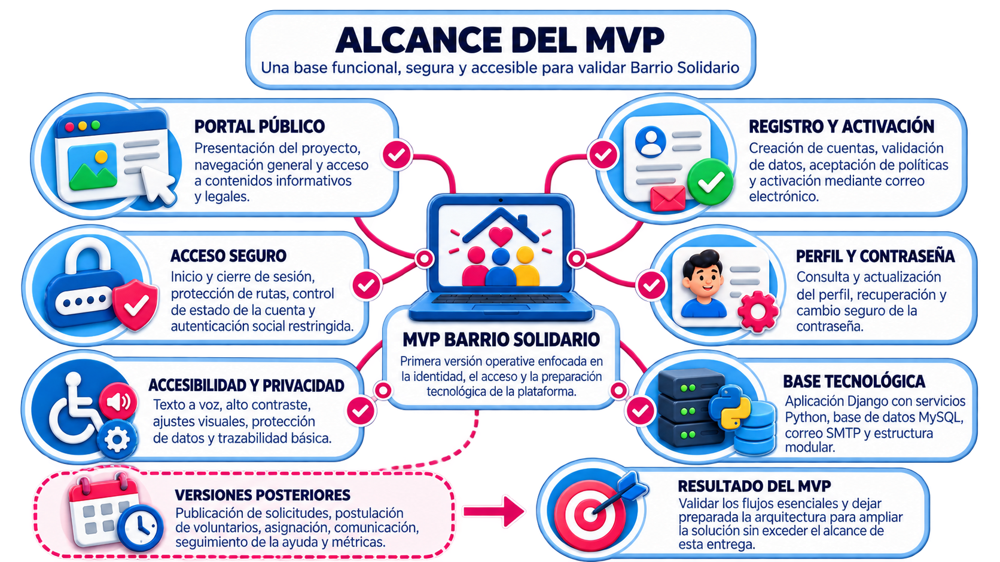 ALCANCE DEL MVP
Una base funcional, segura y accesible para validar Barrio Solidario
PORTAL PÚBLICO
Presentación del proyecto,
navegación general y acceso
a contenidos informativos
y legales.
REGISTRO Y ACTIVACIÓN
Creación de cuentas, validación
de datos, aceptación de políticas
y activación mediante correo
electrónico.
ACCESO SEGURO
Inicio y cierre de sesión,
protección de rutas, control
de estado de la cuenta y
autenticación social restringida.
PERFIL Y CONTRASEÑA
Consulta y actualización
del perfil, recuperación y
cambio seguro de la
contraseña.
MVP BARRIO SOLIDARIO
Primera versión operative enfocada en
la identidad, el acceso y la preparación
tecnológica de la plataforma.
ACCESIBILIDAD Y PRIVACIDAD
Texto a voz, alto contraste,
ajustes visuales, protección
de datos y trazabilidad básica.
BASE TECNOLÓGICA
Aplicación Django con servicios
Python, base de datos MySQL,
correo SMTP y estructura
modular.
VERSIONES POSTERIORES
Publicación de solicitudes, postulación
de voluntarios, asignación, comunicación,
seguimiento de la ayuda y métricas.
RESULTADO DEL MVP
Validar los flujos esenciales y dejar
preparada la arquitectura para ampliar
la solución sin exceder el alcance de
esta entrega.